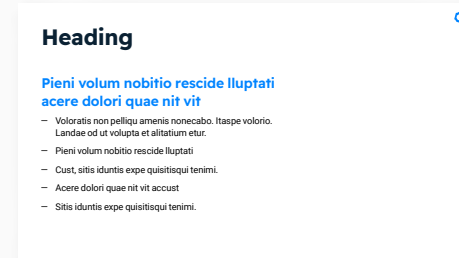 Heading
Pieni volum nobitio rescide lluptati
acere dolori quae nit vit
– Voloratis non pelliqu amenis nonecabo. Itaspe volorio.
Landae od ut volupta et alitatium etur.
– Pieni volum nobitio rescide lluptati
– Cust, sitis iduntis expe quisitisqui tenimi.
– Acere dolori quae nit vit accust
– Sitis iduntis expe quisitisqui tenimi.